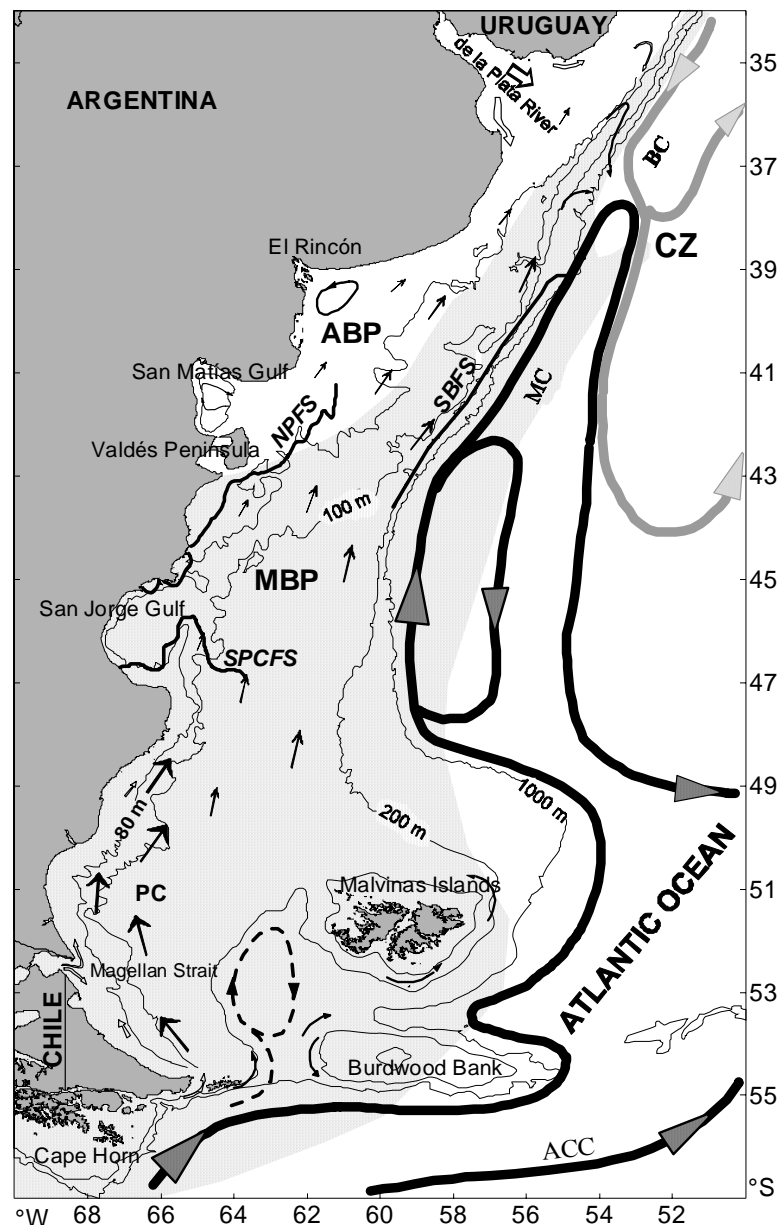 URUGUAY
35
de la Plata River
ARGENTINA
37
BC
CZ
El Rincón
39
ABP
San Matías Gulf
41
SBFS
MC
NPFS
Valdés Peninsula
43
100 m
MBP
45
San Jorge Gulf
SPCFS
47
49
80 m
1000 m
200 m
Malvinas Islands
51
PC
ATLANTIC OCEAN
Magellan Strait
53
CHILE
Burdwood Bank
55
Cape Horn
ACC
°S
°W 68 66 64 62 60 58 56 54 52